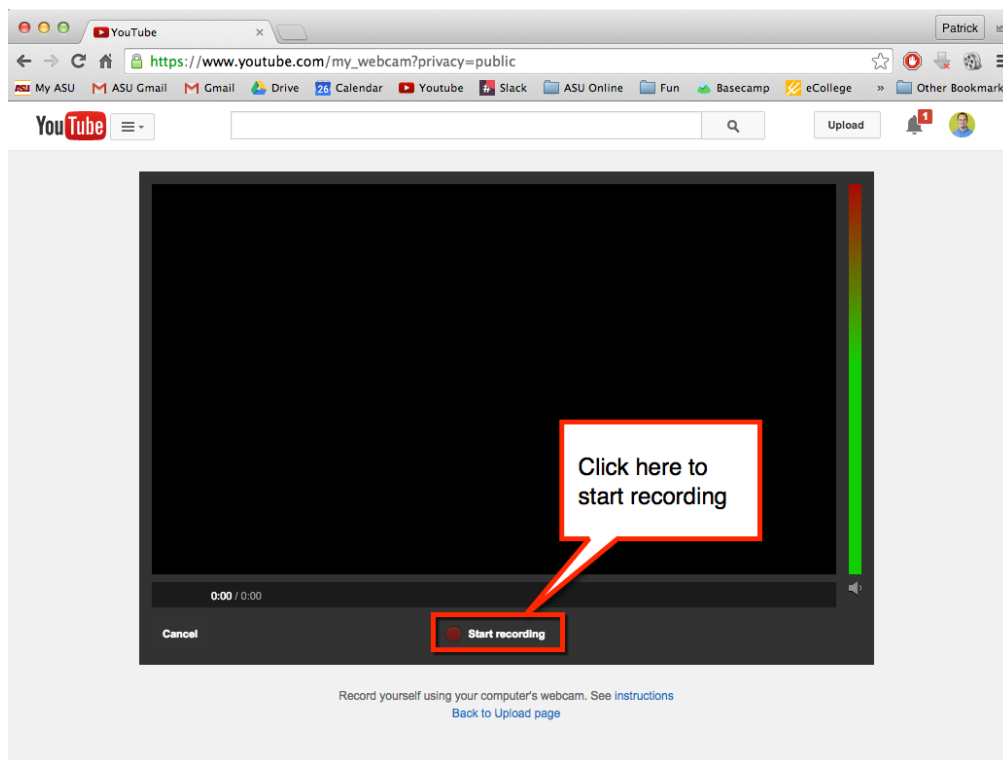 YouTube
Patrick
https://www.youtube.com/my_webcam?privacy=public
ASU My ASU ASU Gmail Gmail Drive 26 Calendar Youtube Slack ASU Online Fun Basecamp eCollege » Other Bookmark
YouTube
Upload
1
Click here to
start recording
0:00 / 0:00
Cancel
Start recording
Record yourself using your computer's webcam. See instructions
Back to Upload page